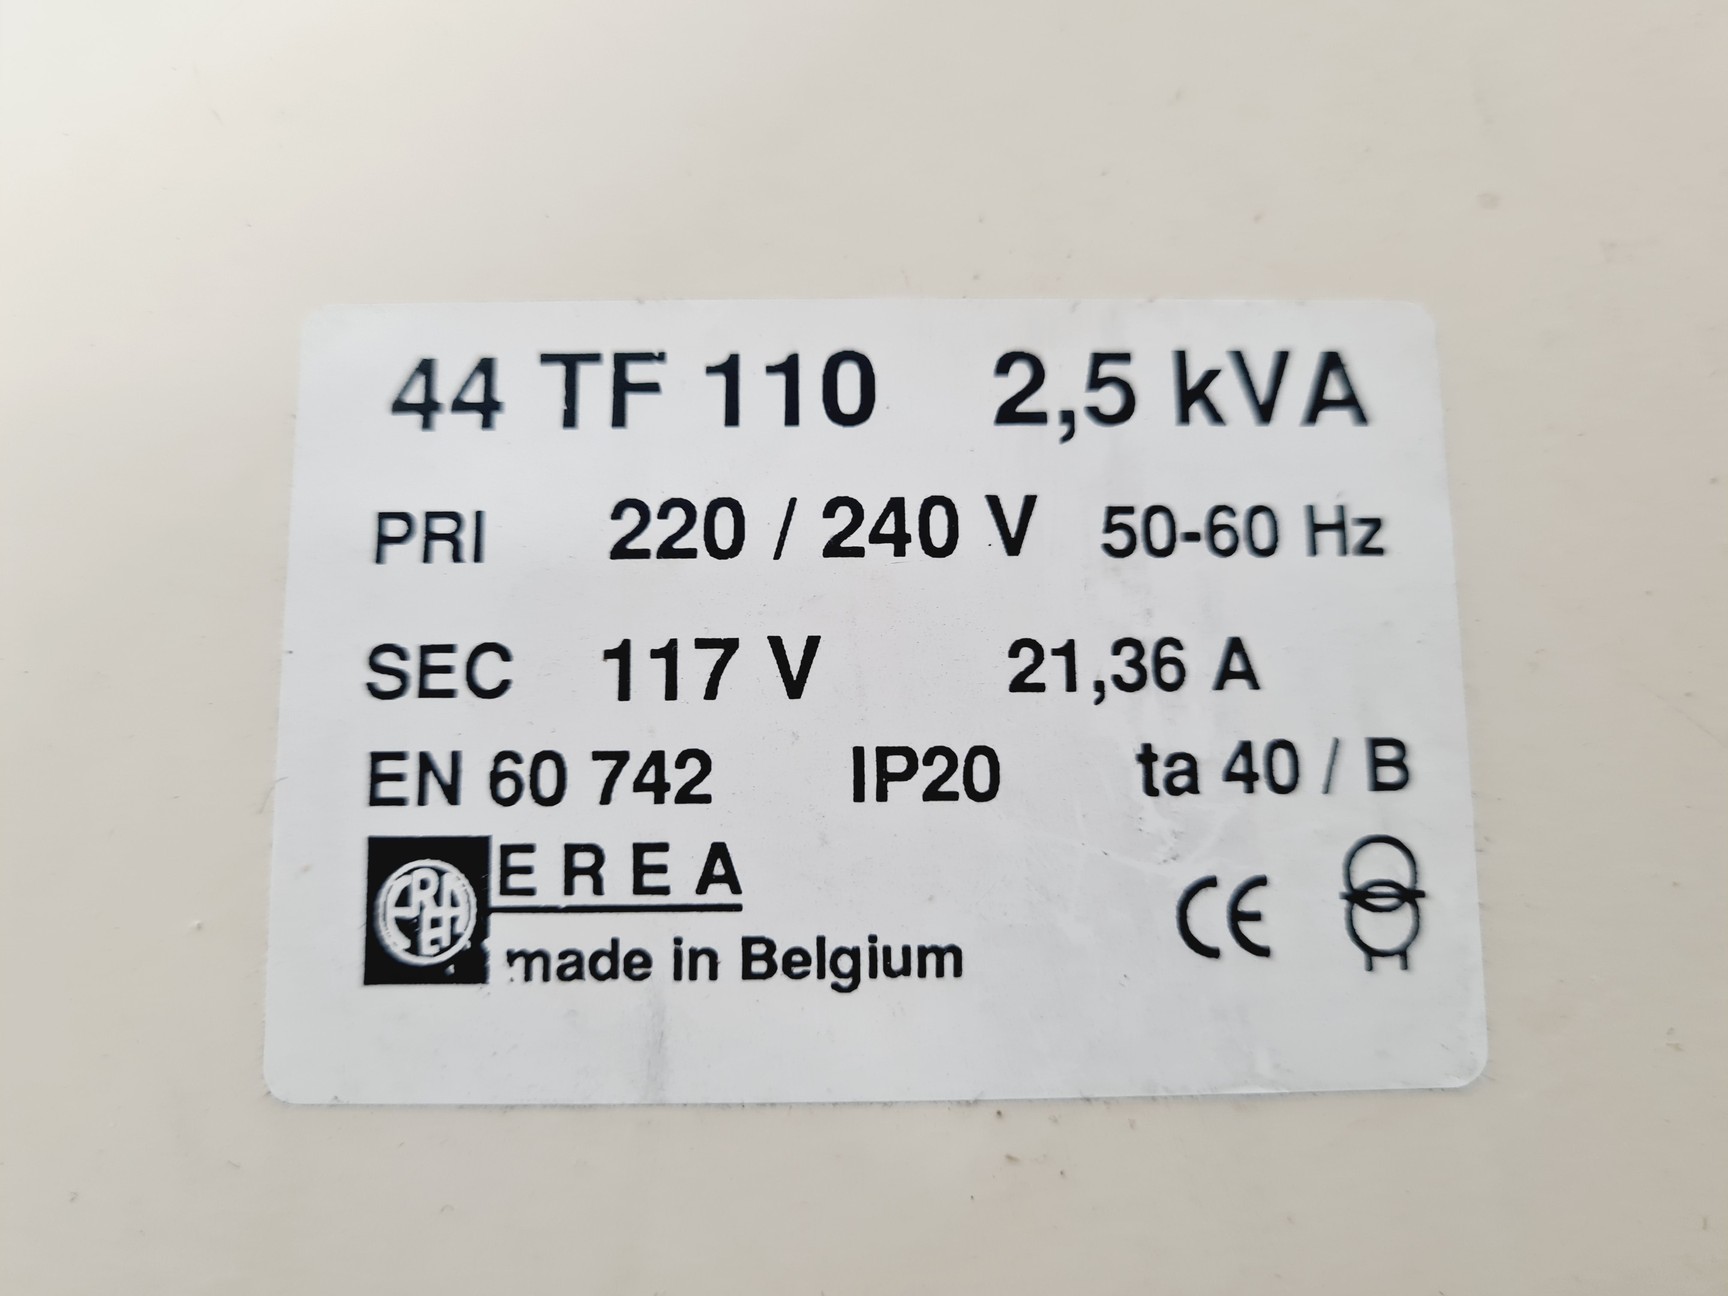 44 TF 110 2,5 kVA
PRI 220 / 240 V 50-60 Hz
SEC 117 V 21,36 A
EN 60 742 IP20 ta 40 / B
EREA
made in Belgium
CE